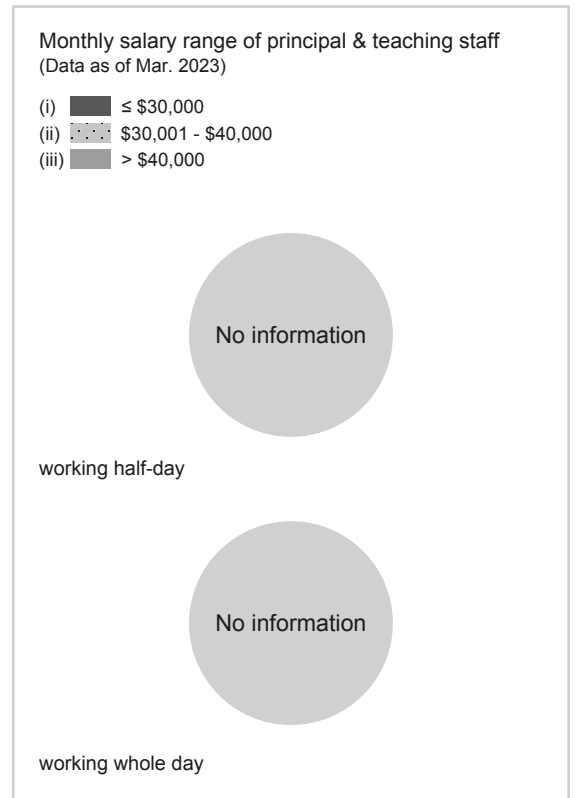 Monthly salary range of principal & teaching staff
(Data as of Mar. 2023)
(i) ≤ $30,000
(ii) $30,001 - $40,000
(iii) > $40,000
No information
working half-day
No information
working whole day